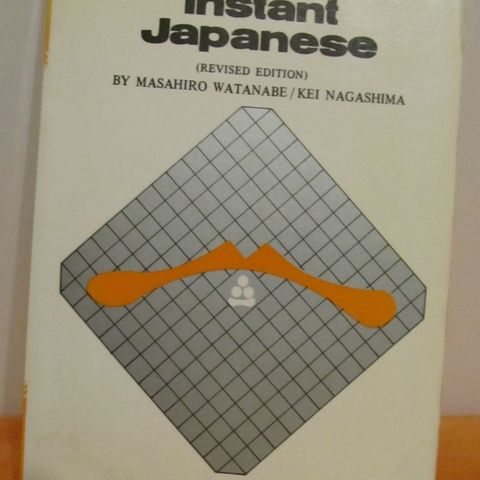 Instant
Japanese
(REVISED EDITION)
BY MASAHIRO WATANABE/KEI NAGASHIMA